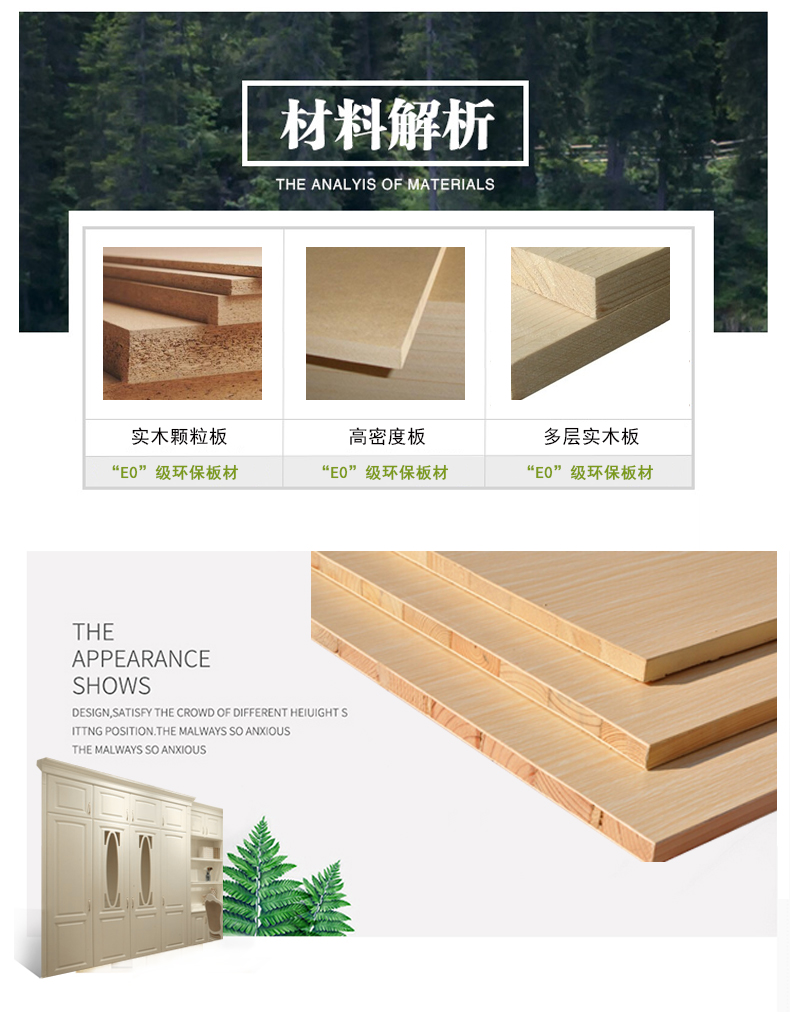 材料解析
THE ANALYIS OF MATERIALS
实木颗粒板
高密度板
多层实木板
“E0”级环保板材
“E0”级环保板材
“E0”级环保板材
THE
APPEARANCE
SHOWS
DESIGN,SATISFY THE CROWD OF DIFFERENT HEIUIGHT S
ITTNG POSITION.THE MALWAYS SO ANXIOUS
THE MALWAYS SO ANXIOUS